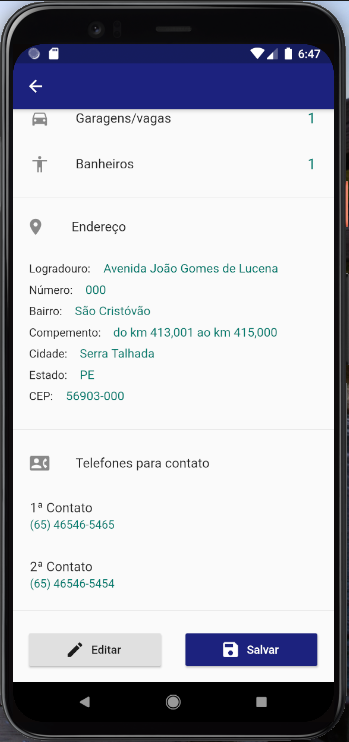 6:47
Garagens/vagas 1
Banheiros 1
Endereço
Logradouro: Avenida João Gomes de Lucena
Número: 000
Bairro: São Cristóvão
Compemento: do km 413,001 ao km 415,000
Cidade: Serra Talhada
Estado: PE
CEP: 56903-000
Telefones para contato
1ª Contato
(65) 46546-5465
2ª Contato
(65) 46546-5454
Editar Salvar